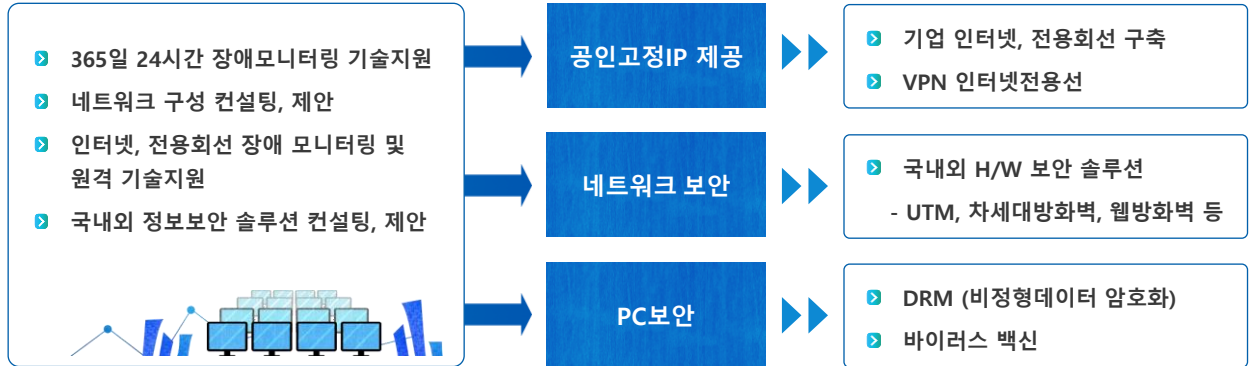 365일 24시간 장애모니터링 기술지원
네트워크 구성 컨설팅, 제안
인터넷, 전용회선 장애 모니터링 및
원격 기술지원
국내외 정보보안 솔루션 컨설팅, 제안
공인고정IP 제공
기업 인터넷, 전용회선 구축
VPN 인터넷전용선
네트워크 보안
국내외 H/W 보안 솔루션
- UTM, 차세대방화벽, 웹방화벽 등
PC보안
DRM (비정형데이터 암호화)
바이러스 백신